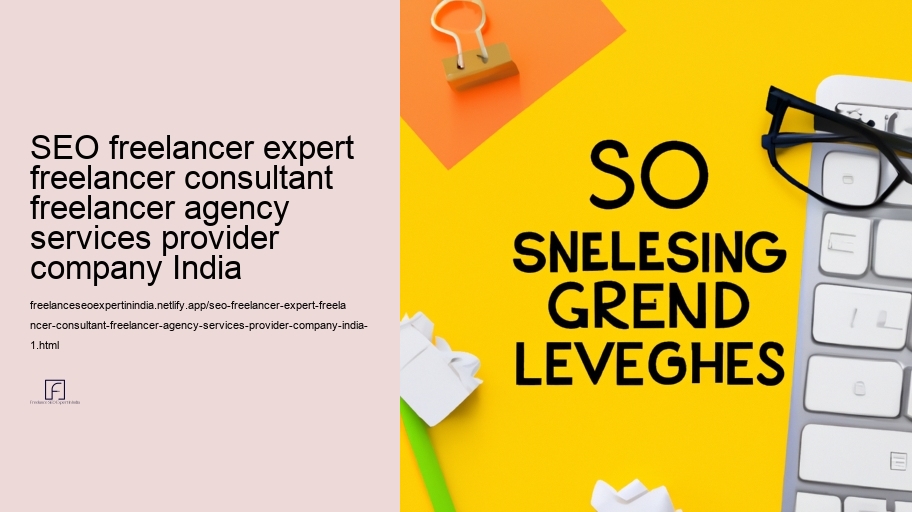 SEO freelancer expert
freelancer consultant
freelancer agency
services provider
company India
freelanceseoexpertinindia.netlify.app/seo-freelancer-expert-freela
ncer-consultant-freelancer-agency-services-provider-company-india-
1.html
SO
SNELESING
GREND
LEVEGHES